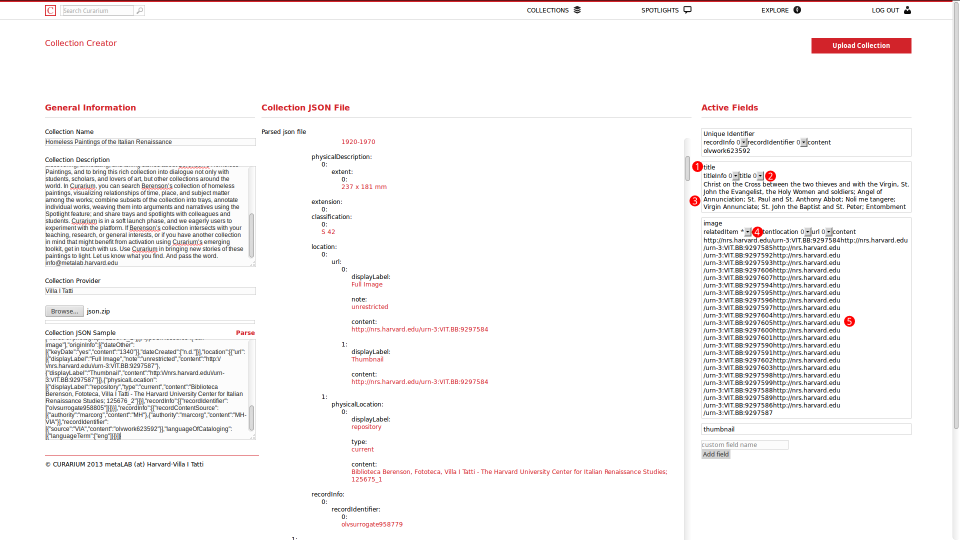 C Search Curarium
COLLECTIONS SPOTLIGHTS EXPLORE LOG OUT
Collection Creator
Upload Collection
General Information
Collection Name
Homeless Paintings of the Italian Renaissance
Collection Description
Paintings, and to bring this rich collection into dialogue not only with
students, scholars, and lovers of art, but other collections around the
world. In Curarium, you can search Berenson's collection of homeless
paintings, visualizing relationships of time, place, and subject matter
among the works; combine subsets of the collection into trays, annotate
individual works, weaving them into arguments and narratives using the
Spotlight feature; and share trays and spotlights with colleagues and
students. Curarium is in a soft launch phase, and we eagerly seek users to
experiment with the platform. If Berenson's collection intersects with your
teaching, research, or general interests, or if you have another collection
in mind that might benefit from activation using Curarium's emerging
toolkit, get in touch with us. Use Curarium in bringing new stories of these
paintings to light. Let us know what you find. And pass the word.
info@metalab.harvard.edu
Collection Provider
Villa I Tatti
Browse... json.zip
Collection JSON Sample Parse
image"],"originInfo":[{"dateOther":
[{"keyDate":"yes","content":"1340"}],"dateCreated":["n.d."]}],"location":[{"url":
[{"displayLabel":"Full Image","note":"unrestricted","content":"http://
/nrs.harvard.edu/urn-3:VIT.BB:9297587"},
{"displayLabel":"Thumbnail","content":"http://nrs.harvard.edu/urn-
3:VIT.BB:9297587"}]},{"physicalLocation":
[{"displayLabel":"repository","type":"current","content":"Biblioteca
Berenson, Fototeca, Villa I Tatti - The Harvard University Center for Italian
Renaissance Studies; 125676_2"}]}],"recordInfo":[{"recordIdentifier":
["olvsurrogate958805"]}]}],"recordInfo":[{"recordContentSource":
[{"authority":"marcorg","content":"MH"},{"authority":"marcorg","content":"MH-
VIA"}],"recordIdentifier":
[{"source":"VIA","content":"olvwork623592"}],"languageOfCataloging":
[{"languageTerm":["eng"]}]}]}
© CURARIUM 2013 metaLAB (at) Harvard·Villa I Tatti
Collection JSON File
Parsed json file
1920-1970
physicalDescription:
0:
extent:
0:
237 x 181 mm
extension:
0:
classification:
0:
S 42
location:
0:
url:
0:
displayLabel:
Full Image
note:
unrestricted
content:
http://nrs.harvard.edu/urn-3:VIT.BB:9297584
1:
displayLabel:
Thumbnail
content:
http://nrs.harvard.edu/urn-3:VIT.BB:9297584
1:
physicalLocation:
0:
displayLabel:
repository
type:
current
content:
Biblioteca Berenson, Fototeca, Villa I Tatti - The Harvard University Center for Italian Renaissance Studies;
125675_1
recordInfo:
0:
recordIdentifier:
0:
olvsurrogate958779
1:
Active Fields
Unique Identifier
recordInfo 0 recordIdentifier 0 content
olvwork623592
1 title
titleInfo 0 title 0 2
Christ on the Cross between the two thieves and with the Virgin, St.
3 John the Evangelist, the Holy Women and soldiers; Angel of
Annunciation; St. Paul and St. Anthony Abbot; Noli me tangere;
Virgin Annunciate; St. John the Baptist and St. Peter; Entombment
image
relatedItem * 4 entlocation 0 url 0 content
http://nrs.harvard.edu/urn-3:VIT.BB:9297584http://nrs.harvard.edu
/urn-3:VIT.BB:9297585http://nrs.harvard.edu
/urn-3:VIT.BB:9297592http://nrs.harvard.edu
/urn-3:VIT.BB:9297593http://nrs.harvard.edu
/urn-3:VIT.BB:9297606http://nrs.harvard.edu
/urn-3:VIT.BB:9297607http://nrs.harvard.edu
/urn-3:VIT.BB:9297594http://nrs.harvard.edu
/urn-3:VIT.BB:9297595http://nrs.harvard.edu
/urn-3:VIT.BB:9297596http://nrs.harvard.edu
/urn-3:VIT.BB:9297597http://nrs.harvard.edu
/urn-3:VIT.BB:9297604http://nrs.harvard.edu
/urn-3:VIT.BB:9297605http://nrs.harvard.edu 5
/urn-3:VIT.BB:9297600http://nrs.harvard.edu
/urn-3:VIT.BB:9297601http://nrs.harvard.edu
/urn-3:VIT.BB:9297590http://nrs.harvard.edu
/urn-3:VIT.BB:9297591http://nrs.harvard.edu
/urn-3:VIT.BB:9297602http://nrs.harvard.edu
/urn-3:VIT.BB:9297603http://nrs.harvard.edu
/urn-3:VIT.BB:9297598http://nrs.harvard.edu
/urn-3:VIT.BB:9297599http://nrs.harvard.edu
/urn-3:VIT.BB:9297588http://nrs.harvard.edu
/urn-3:VIT.BB:9297589http://nrs.harvard.edu
/urn-3:VIT.BB:9297586http://nrs.harvard.edu
/urn-3:VIT.BB:9297587
thumbnail
custom field name
Add field